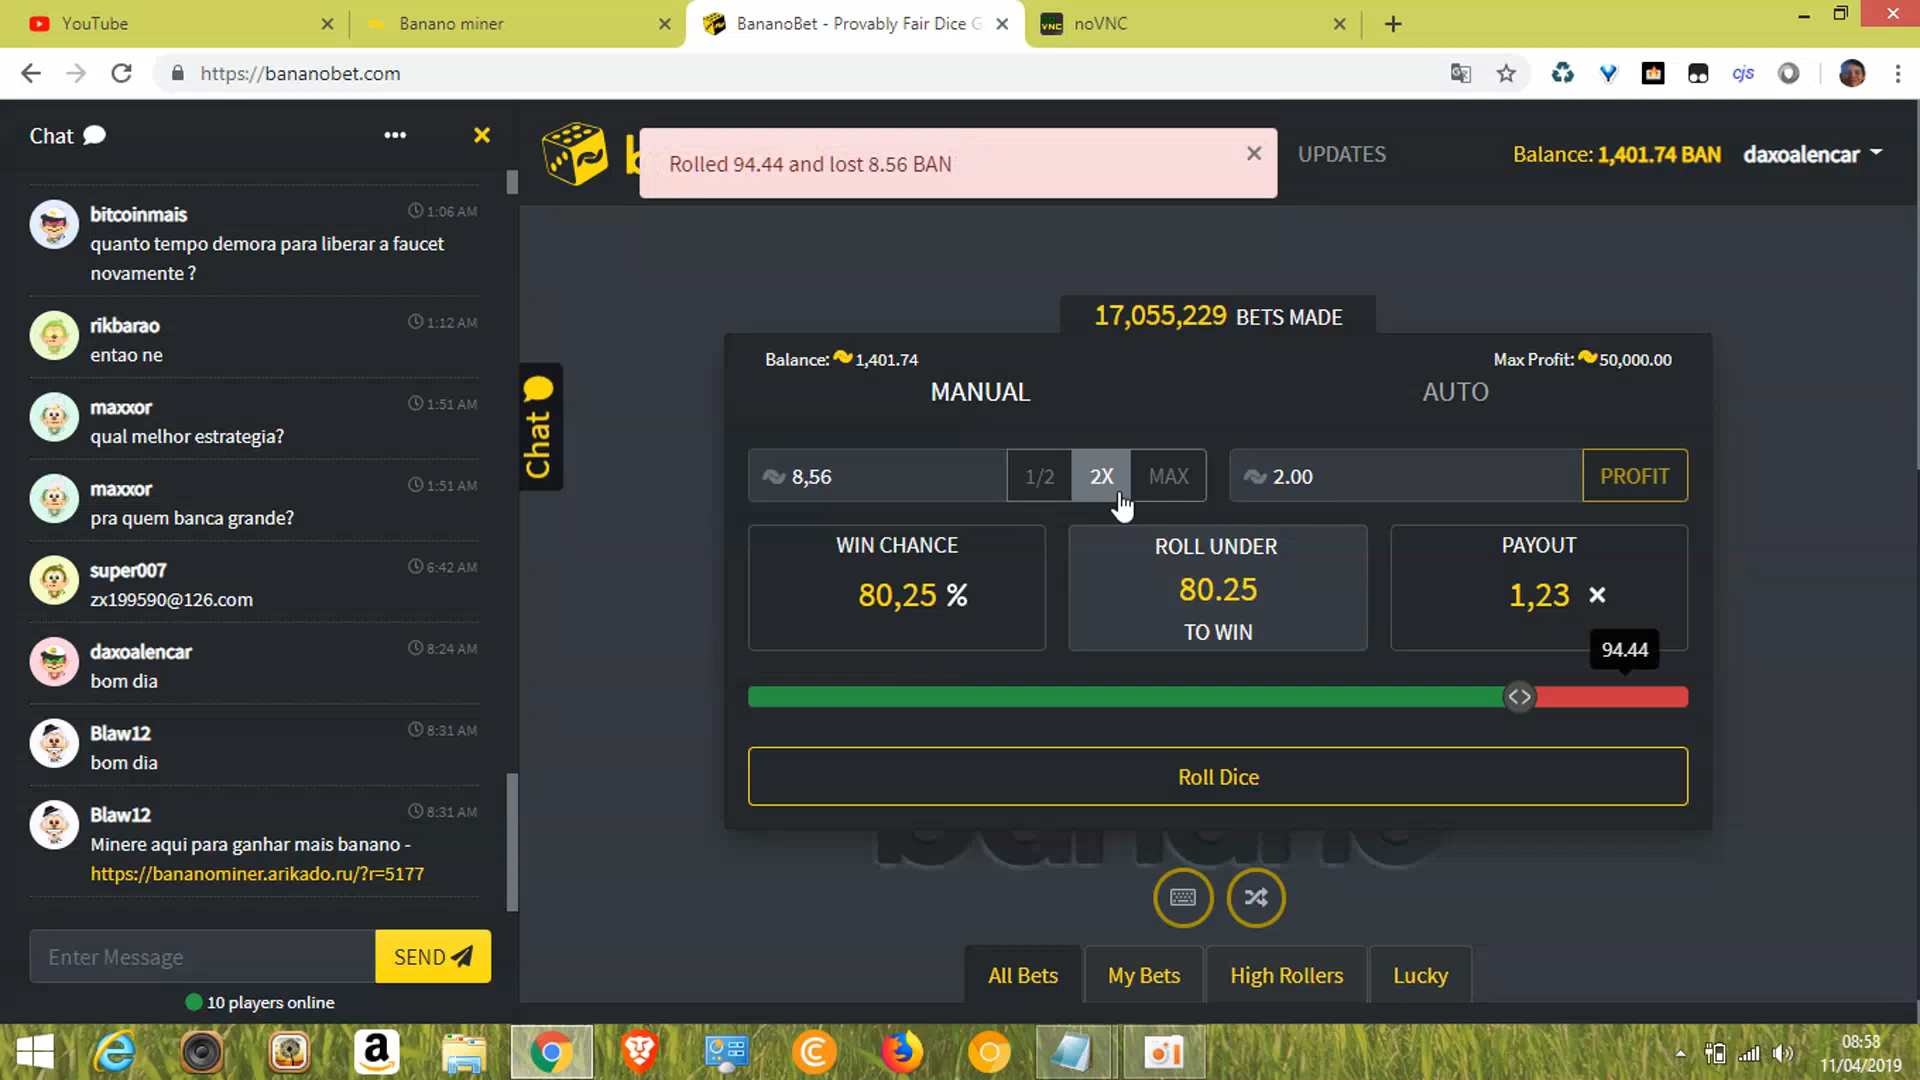 YouTube
Banano miner
BananoBet - Provably Fair Dice G
noVNC
https://bananobet.com
cjs
Chat
bitcoinmais
1:06 AM
quanto tempo demora para liberar a faucet
novamente ?
rikbarao
1:12 AM
entao ne
maxxor
1:51 AM
qual melhor estrategia?
maxxor
1:51 AM
pra quem banca grande?
super007
6:42 AM
zx199590@126.com
daxoalencar
8:24 AM
bom dia
Blaw12
8:31 AM
bom dia
Blaw12
8:31 AM
Minere aqui para ganhar mais banano -
https://bananominer.arikado.ru/?r=5177
Enter Message
SEND
10 players online
Chat
Rolled 94.44 and lost 8.56 BAN
UPDATES
Balance: 1,401.74 BAN
daxoalencar
17,055,229 BETS MADE
Balance: 1,401.74
Max Profit: 50,000.00
MANUAL
AUTO
8,56
1/2
2X
MAX
2.00
PROFIT
WIN CHANCE
80,25 %
ROLL UNDER
80.25
TO WIN
PAYOUT
1,23 ×
94.44
Roll Dice
All Bets
My Bets
High Rollers
Lucky
08:58
11/04/2019